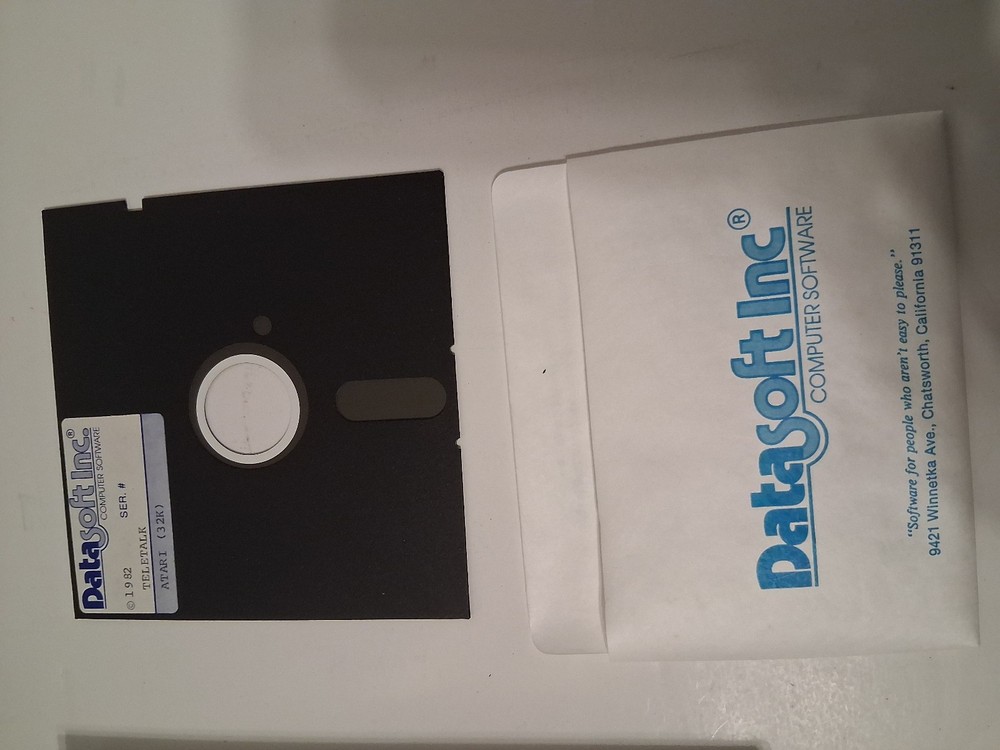 Datasoft Inc.®
COMPUTER SOFTWARE
© 1982 SER. #
TELETALK
ATARI (32K)
Datasoft Inc®
COMPUTER SOFTWARE
"Software for people who aren't easy to please."
9421 Winnetka Ave., Chatsworth, California 91311